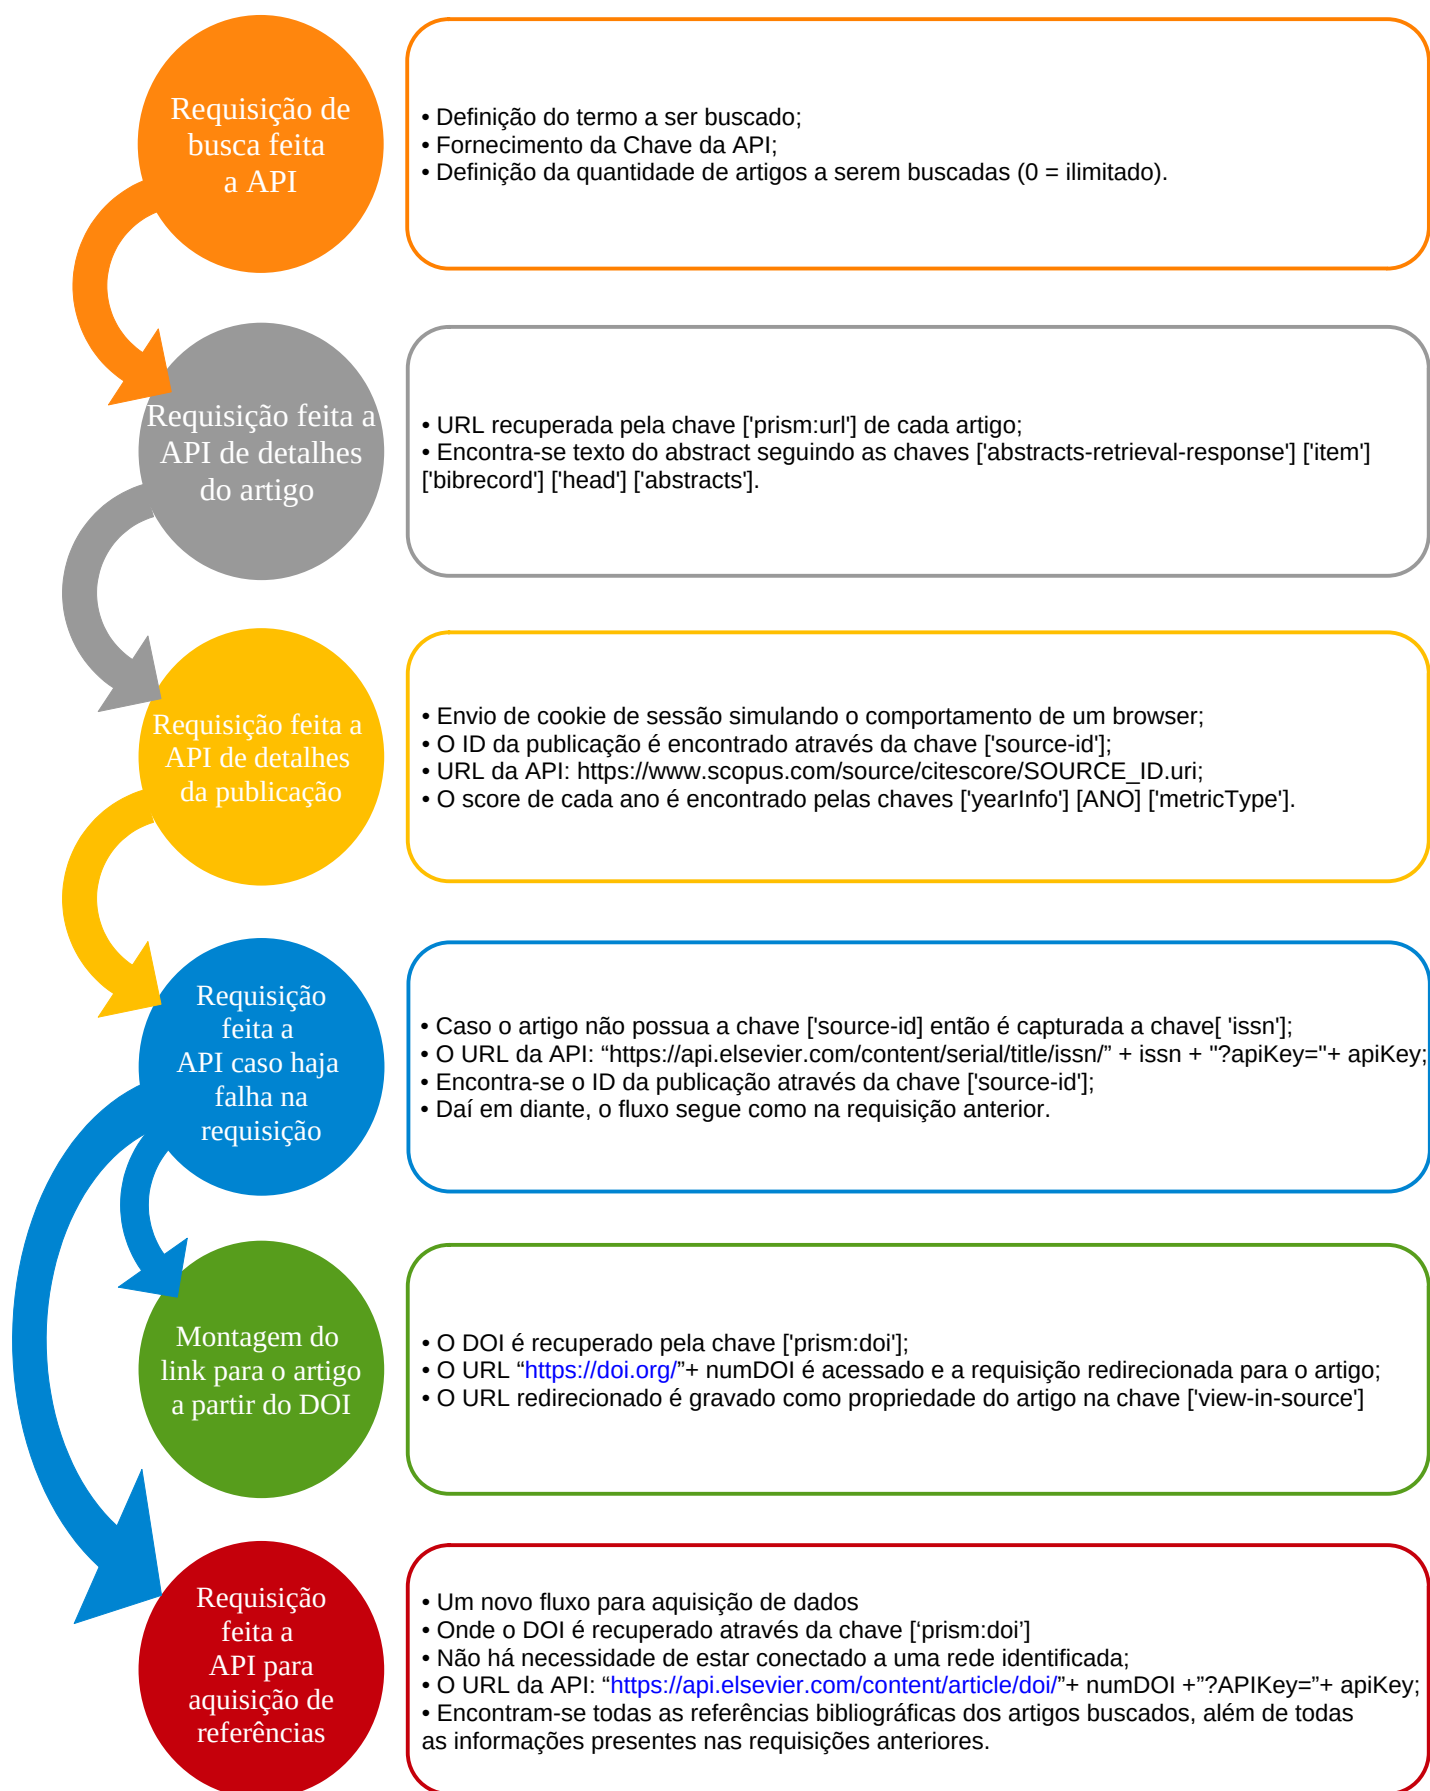 Requisição de
busca feita
a API
• Definição do termo a ser buscado;
• Fornecimento da Chave da API;
• Definição da quantidade de artigos a serem buscadas (0 = ilimitado).
Requisição feita a
API de detalhes
do artigo
• URL recuperada pela chave ['prism:url'] de cada artigo;
• Encontra-se texto do abstract seguindo as chaves ['abstracts-retrieval-response'] ['item']
['bibrecord'] ['head'] ['abstracts'].
Requisição feita a
API de detalhes
da publicação
• Envio de cookie de sessão simulando o comportamento de um browser;
• O ID da publicação é encontrado através da chave ['source-id'];
• URL da API: https://www.scopus.com/source/citescore/SOURCE_ID.uri;
• O score de cada ano é encontrado pelas chaves ['yearInfo'] [ANO] ['metricType'].
Requisição
feita a
API caso haja
falha na
requisição
• Caso o artigo não possua a chave ['source-id] então é capturada a chave[ 'issn'];
• O URL da API: “https://api.elsevier.com/content/serial/title/issn/” + issn + "?apiKey="+ apiKey;
• Encontra-se o ID da publicação através da chave ['source-id'];
• Daí em diante, o fluxo segue como na requisição anterior.
Montagem do
link para o artigo
a partir do DOI
• O DOI é recuperado pela chave ['prism:doi'];
• O URL “https://doi.org/”+ numDOI é acessado e a requisição redirecionada para o artigo;
• O URL redirecionado é gravado como propriedade do artigo na chave ['view-in-source']
Requisição
feita a
API para
aquisição de
referências
• Um novo fluxo para aquisição de dados
• Onde o DOI é recuperado através da chave [‘prism:doi’]
• Não há necessidade de estar conectado a uma rede identificada;
• O URL da API: “https://api.elsevier.com/content/article/doi/”+ numDOI +”?APIKey=”+ apiKey;
• Encontram-se todas as referências bibliográficas dos artigos buscados, além de todas
as informações presentes nas requisições anteriores.